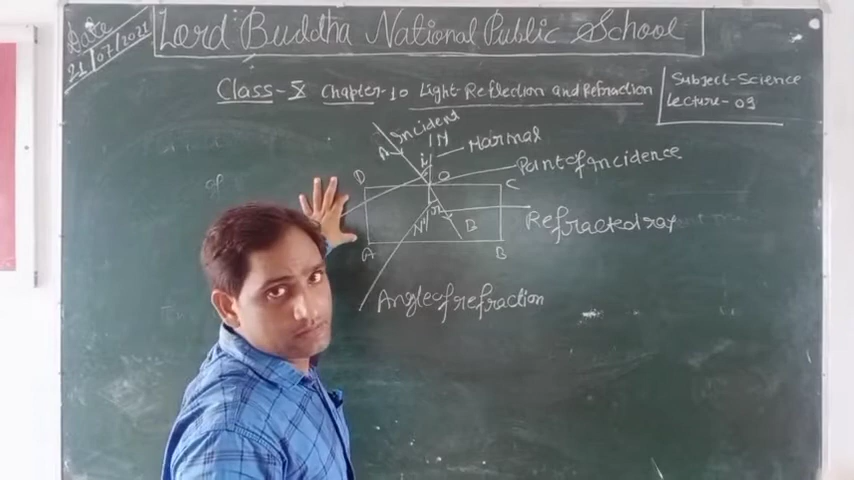 Date
21/07/2021
Lord Buddha National Public School
Class-X Chapter-10 Light-Reflection and Refraction
Subject-Science
Lecture-03
Incident
N
Normal
A
i
Point of incidence
O
D
C
Refracted ray
r
N'
B
A
B
Angle of refraction